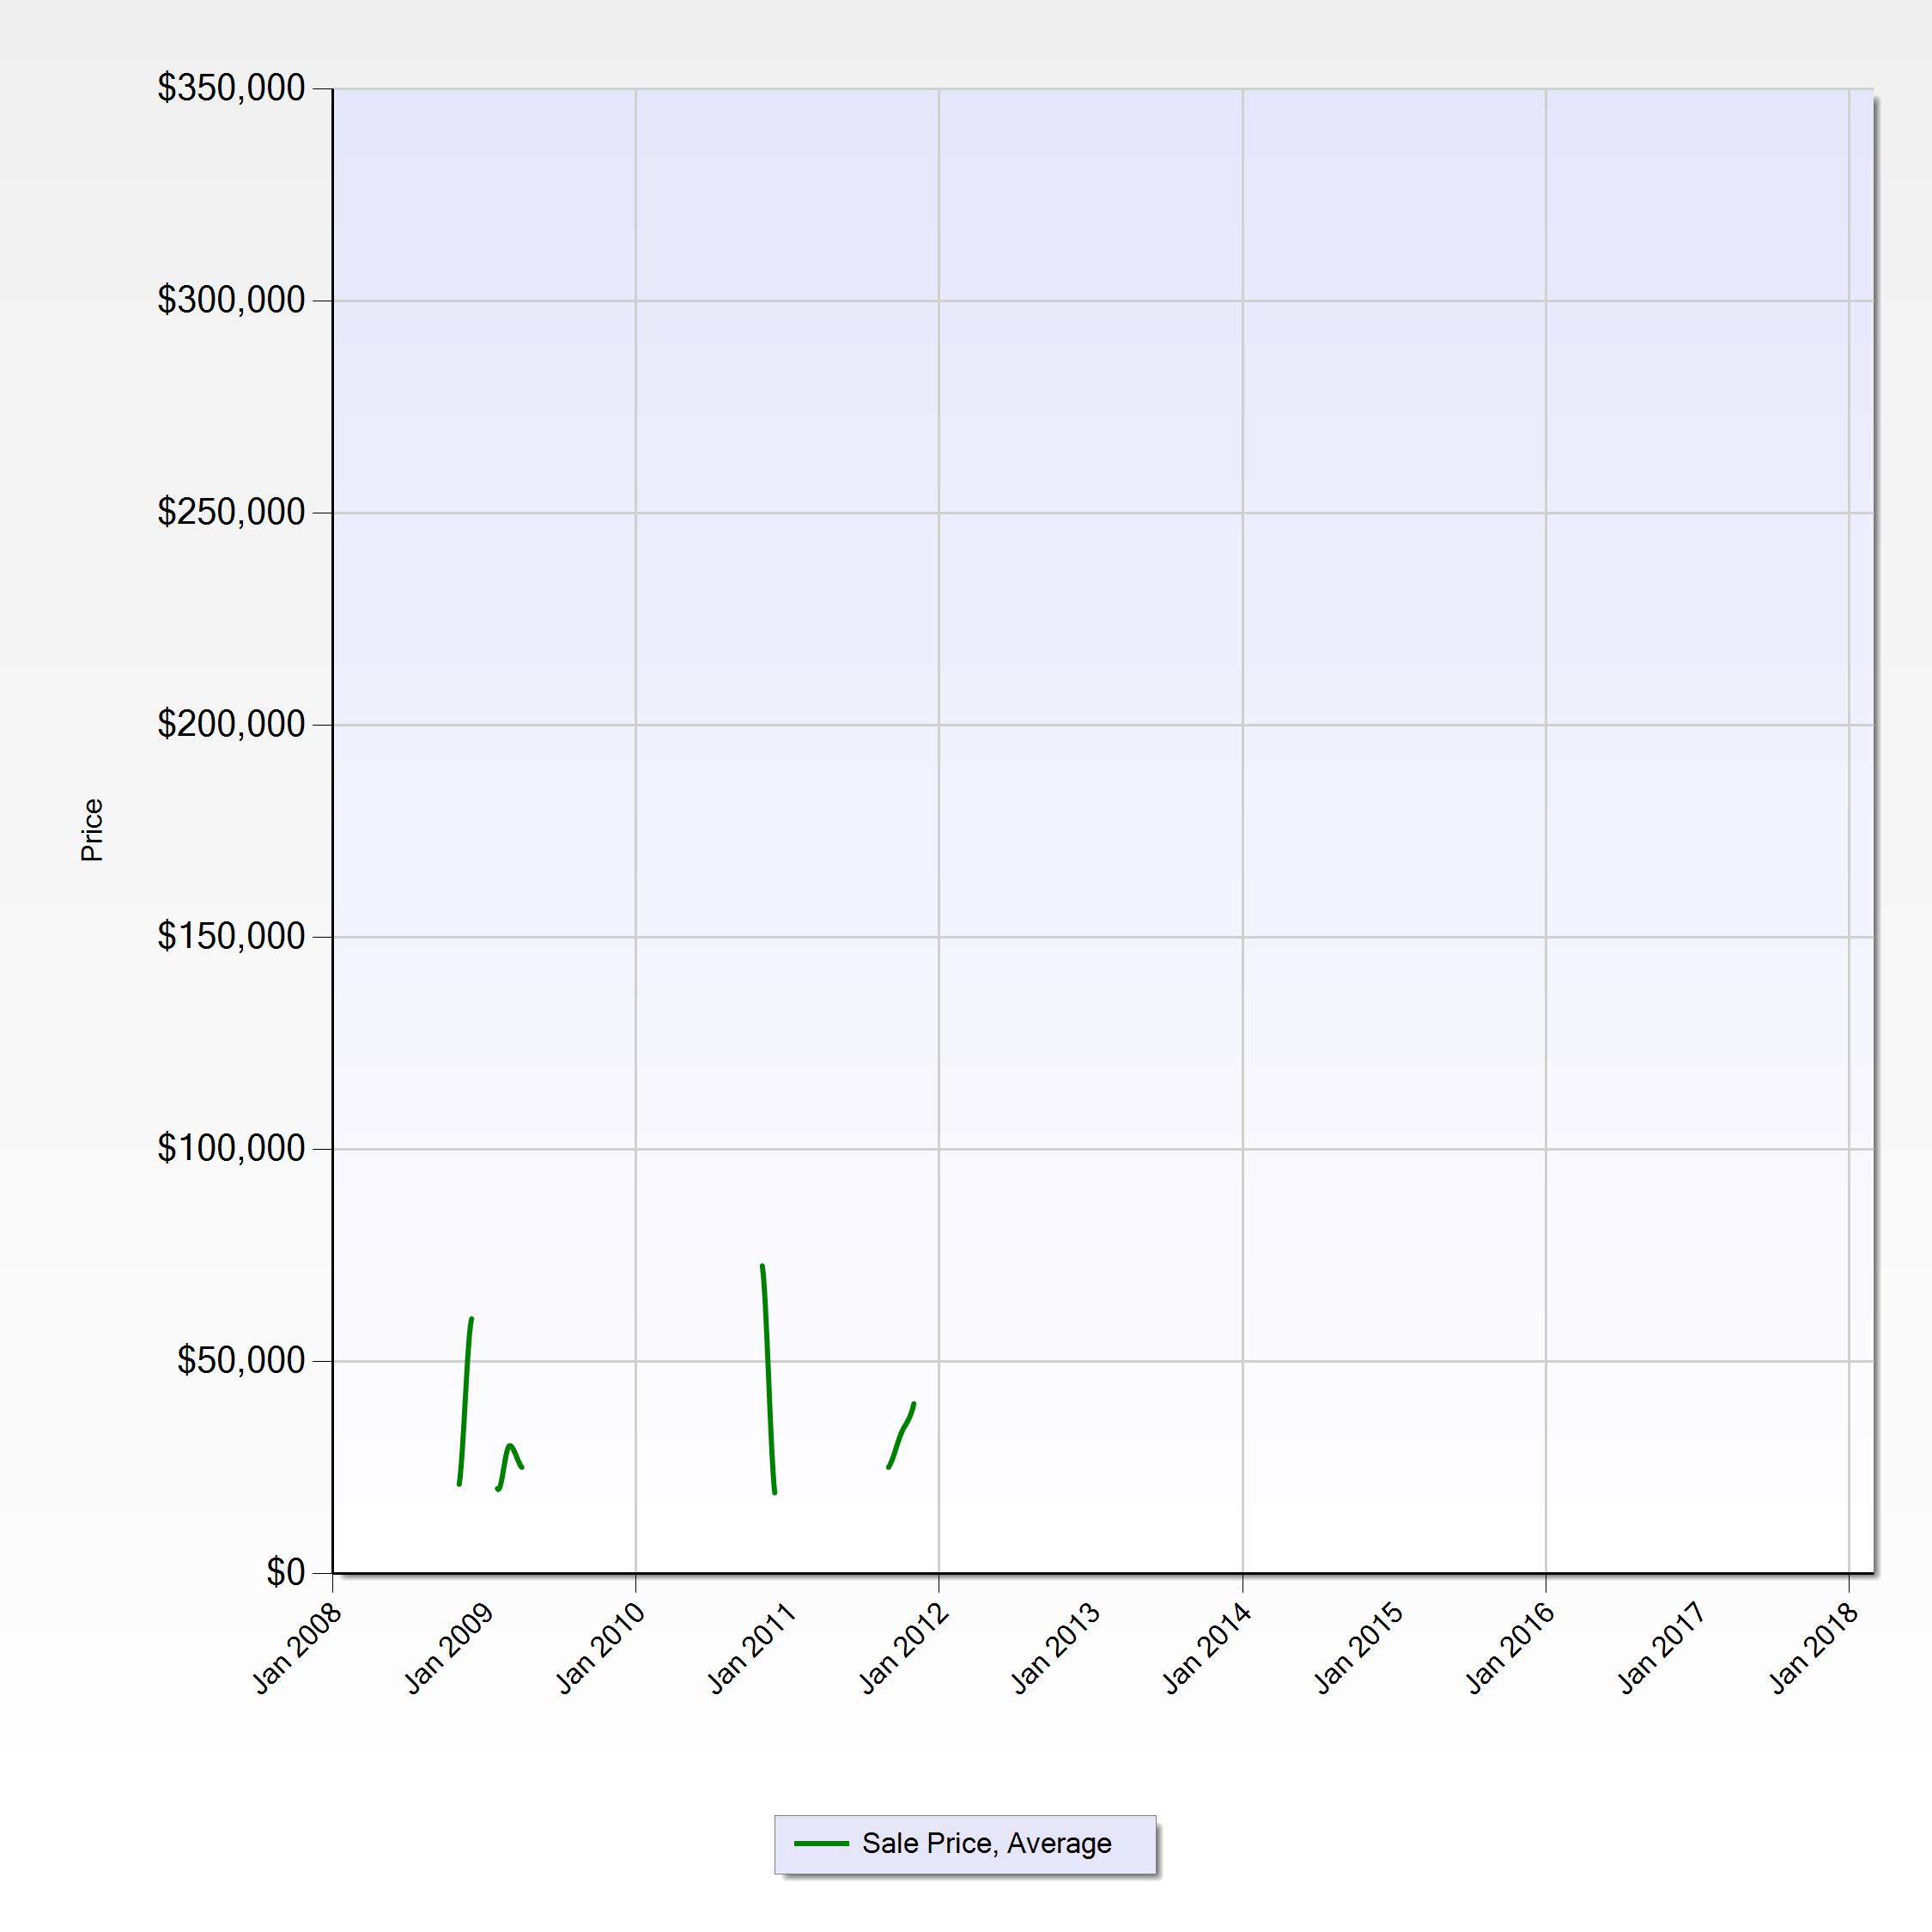 $350,000
$300,000
$250,000
$200,000
Price
$150,000
$100,000
$50,000
$0
Jan 2008
Jan 2009
Jan 2010
Jan 2011
Jan 2012
Jan 2013
Jan 2014
Jan 2015
Jan 2016
Jan 2017
Jan 2018
Sale Price, Average